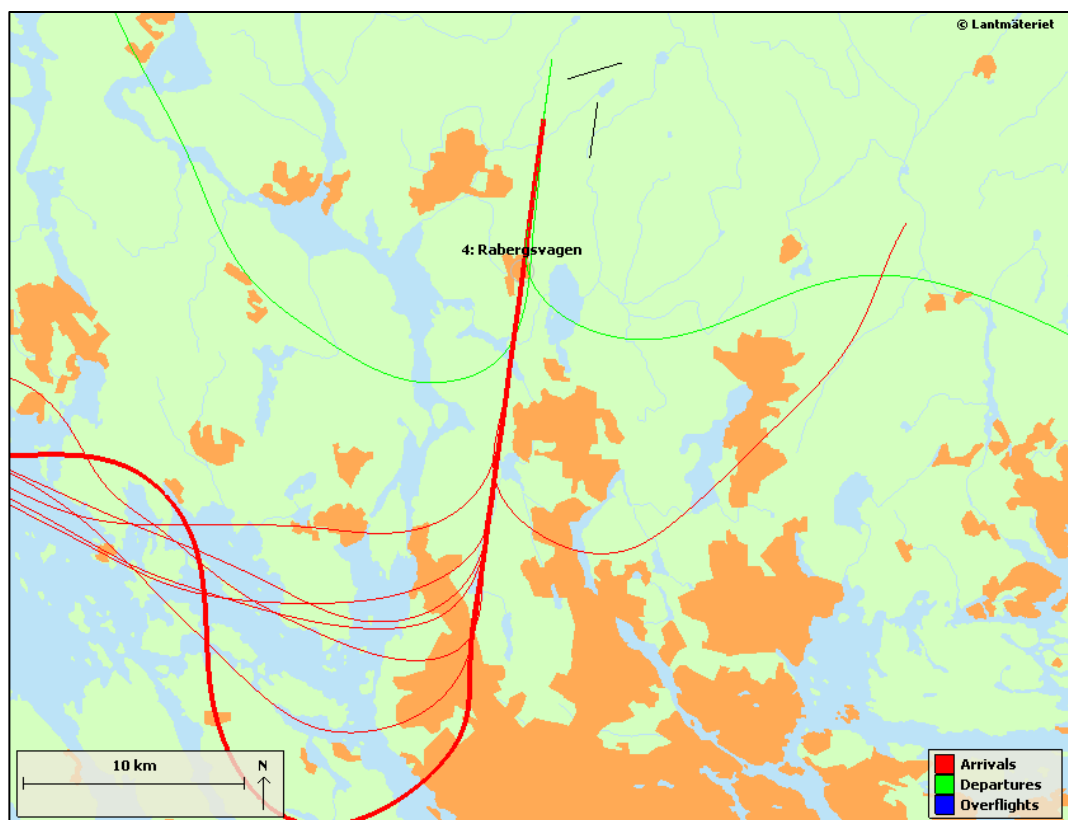 © Lantmäteriet
4: Rabergsvagen
10 km
N
Arrivals
Departures
Overflights